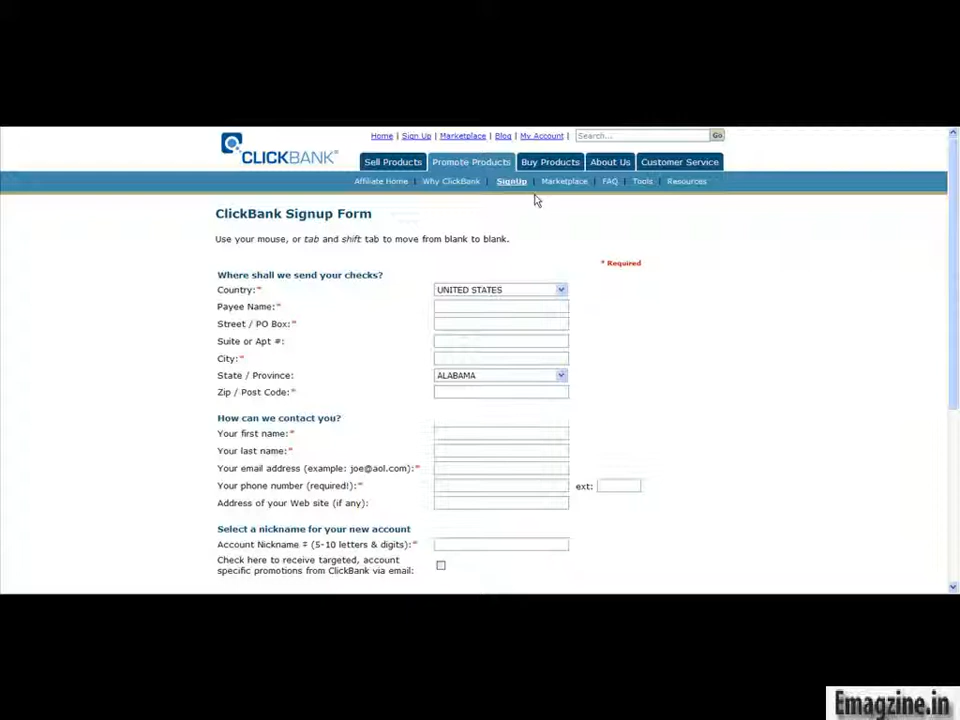 Home | Sign Up | Marketplace | Blog | My Account | Search... Go
CLICKBANK®
Sell Products Promote Products Buy Products About Us Customer Service
Affiliate Home | Why ClickBank | SignUp | Marketplace | FAQ | Tools | Resources
ClickBank Signup Form
Use your mouse, or tab and shift tab to move from blank to blank.
* Required
Where shall we send your checks?
Country:* UNITED STATES
Payee Name:*
Street / PO Box:*
Suite or Apt #:
City:*
State / Province: ALABAMA
Zip / Post Code:*
How can we contact you?
Your first name:*
Your last name:*
Your email address (example: joe@aol.com):*
Your phone number (required!):* ext:
Address of your Web site (if any):
Select a nickname for your new account
Account Nickname = (5-10 letters & digits):*
Check here to receive targeted, account
specific promotions from ClickBank via email:
Emagzine.in